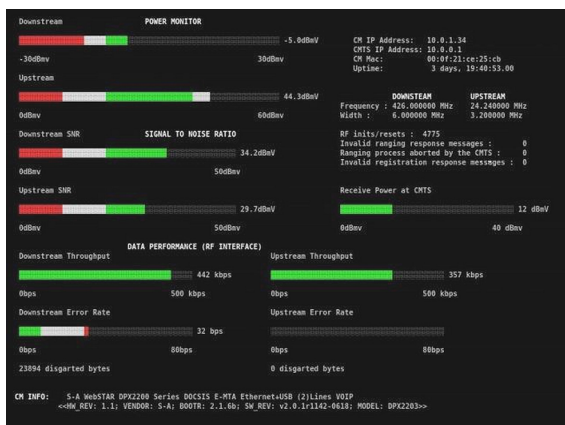 Downstream POWER MONITOR
-5.0dBmV
-30dBmv 30dBmv
CM IP Address: 10.0.1.34
CMTS IP Address: 10.0.0.1
CM Mac: 00:0f:21:ce:25:cb
Uptime: 3 days, 19:40:53.00
Upstream
44.3dBmV
0dBmv 60dBmv
DOWNSTEAM UPSTREAM
Frequency : 426.000000 MHz 24.240000 MHz
Width : 6.000000 MHz 3.200000 MHz
Downstream SNR SIGNAL TO NOISE RATIO
34.2dBmV
0dBmv 50dBmv
RF inits/resets : 4775
Invalid ranging response messages : 0
Ranging process aborted by the CMTS : 0
Invalid registration response messages : 0
Upstream SNR
29.7dBmV
0dBmv 50dBmv
Receive Power at CMTS
12 dBmV
0dBmv 40 dBmv
DATA PERFORMANCE (RF INTERFACE)
Downstream Throughput Upstream Throughput
442 kbps 357 kbps
0bps 500 kbps 0bps 500 kbps
Downstream Error Rate Upstream Error Rate
32 bps
0bps 80bps 0bps 80bps
23894 disgarted bytes 0 disgarted bytes
CM INFO: S-A WebSTAR DPX2200 Series DOCSIS E-MTA Ethernet+USB (2)Lines VOIP
<<HW_REV: 1.1; VENDOR: S-A; BOOTR: 2.1.6b; SW_REV: v2.0.1r1142-0618; MODEL: DPX2203>>